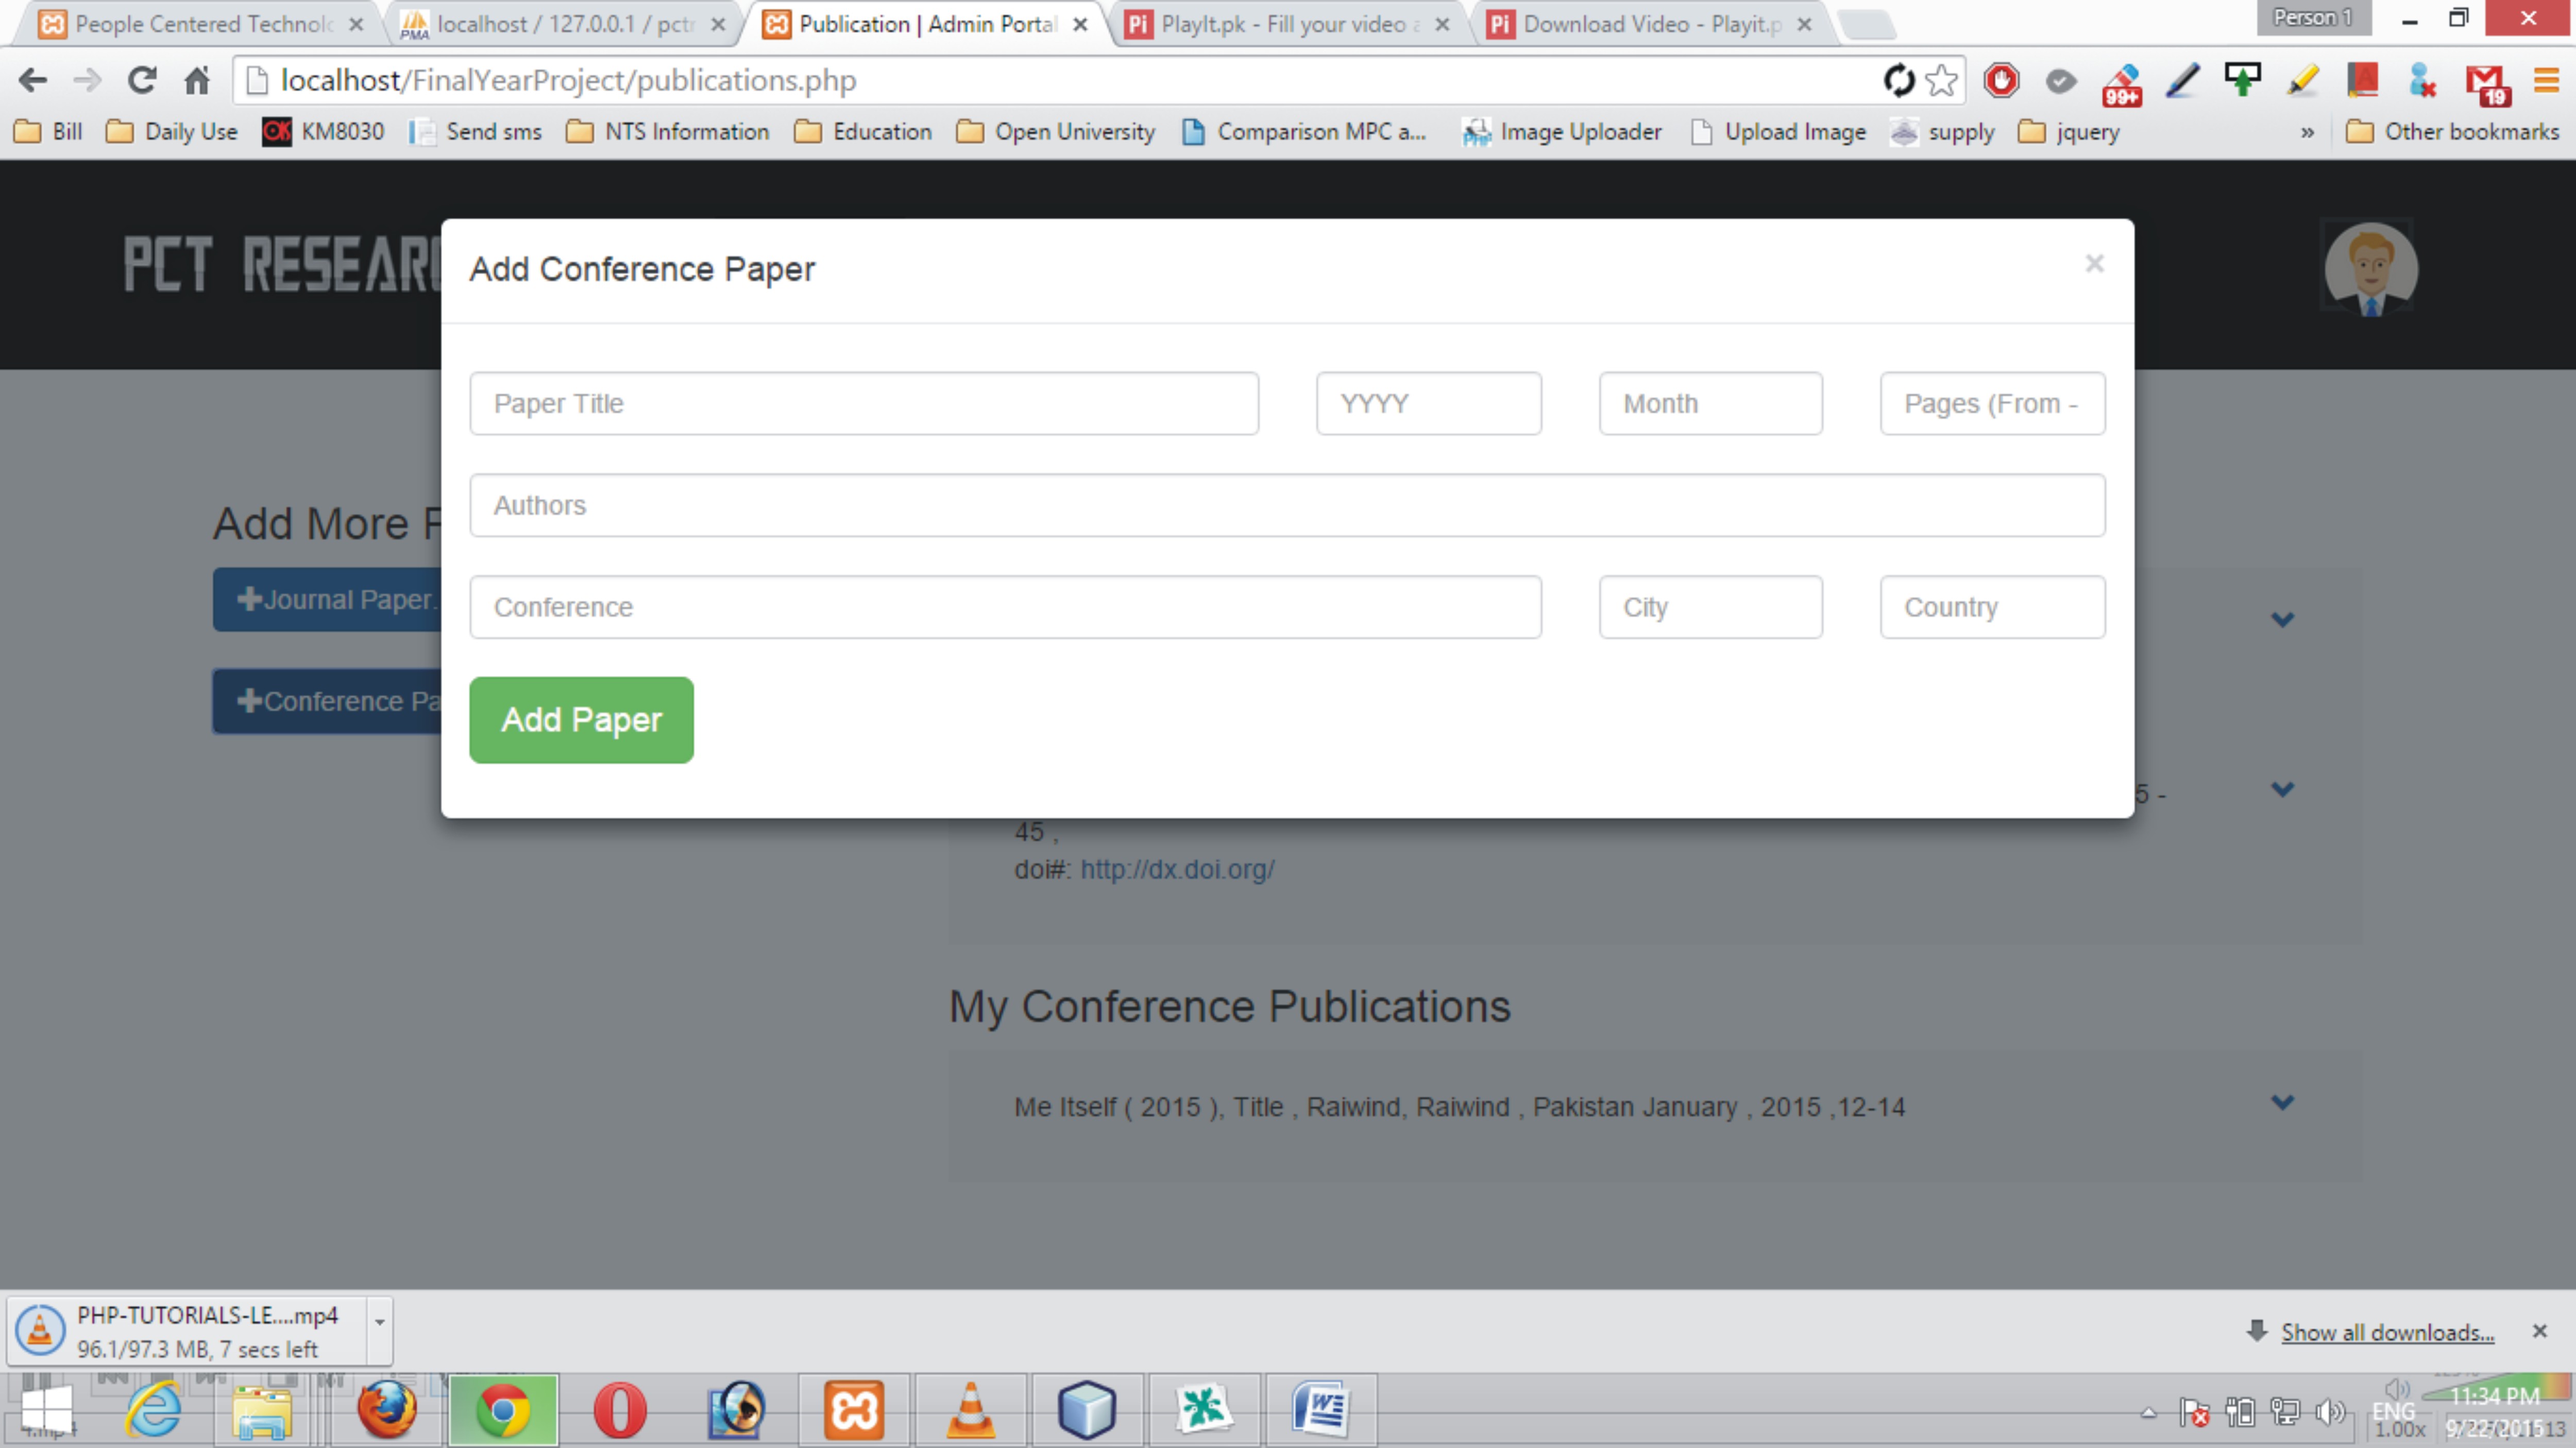 People Centered Technolo
localhost / 127.0.0.1 / pctr
Publication | Admin Portal
PlayIt.pk - Fill your video a
Download Video - Playit.p
Person 1
localhost/FinalYearProject/publications.php
99+
19
Bill
Daily Use
KM8030
Send sms
NTS Information
Education
Open University
Comparison MPC a...
Image Uploader
Upload Image
supply
jquery
»
Other bookmarks
PCT RESEAR
Add Conference Paper
×
Paper Title
YYYY
Month
Pages (From -
Authors
Conference
City
Country
Add Paper
Add More
Journal Paper.
Conference Pa
5 -
45 ,
doi#: http://dx.doi.org/
My Conference Publications
Me Itself ( 2015 ), Title , Raiwind, Raiwind , Pakistan January , 2015 ,12-14
PHP-TUTORIALS-LE....mp4
96.1/97.3 MB, 7 secs left
Show all downloads...
ENG
11:34 PM
1.00x
9/22/2015